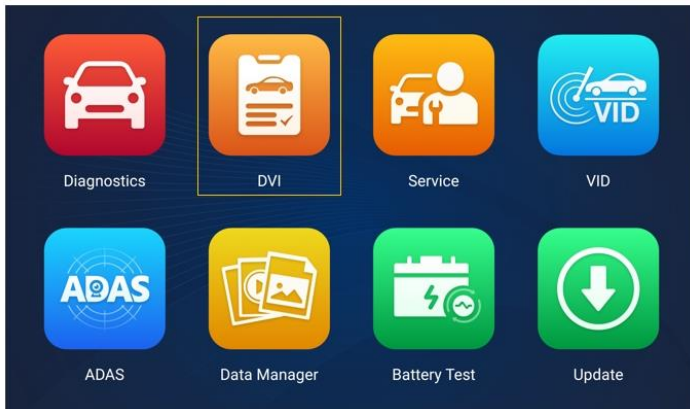 VID
Diagnostics
DVI
Service
VID
ADAS
ADAS
Data Manager
Battery Test
Update